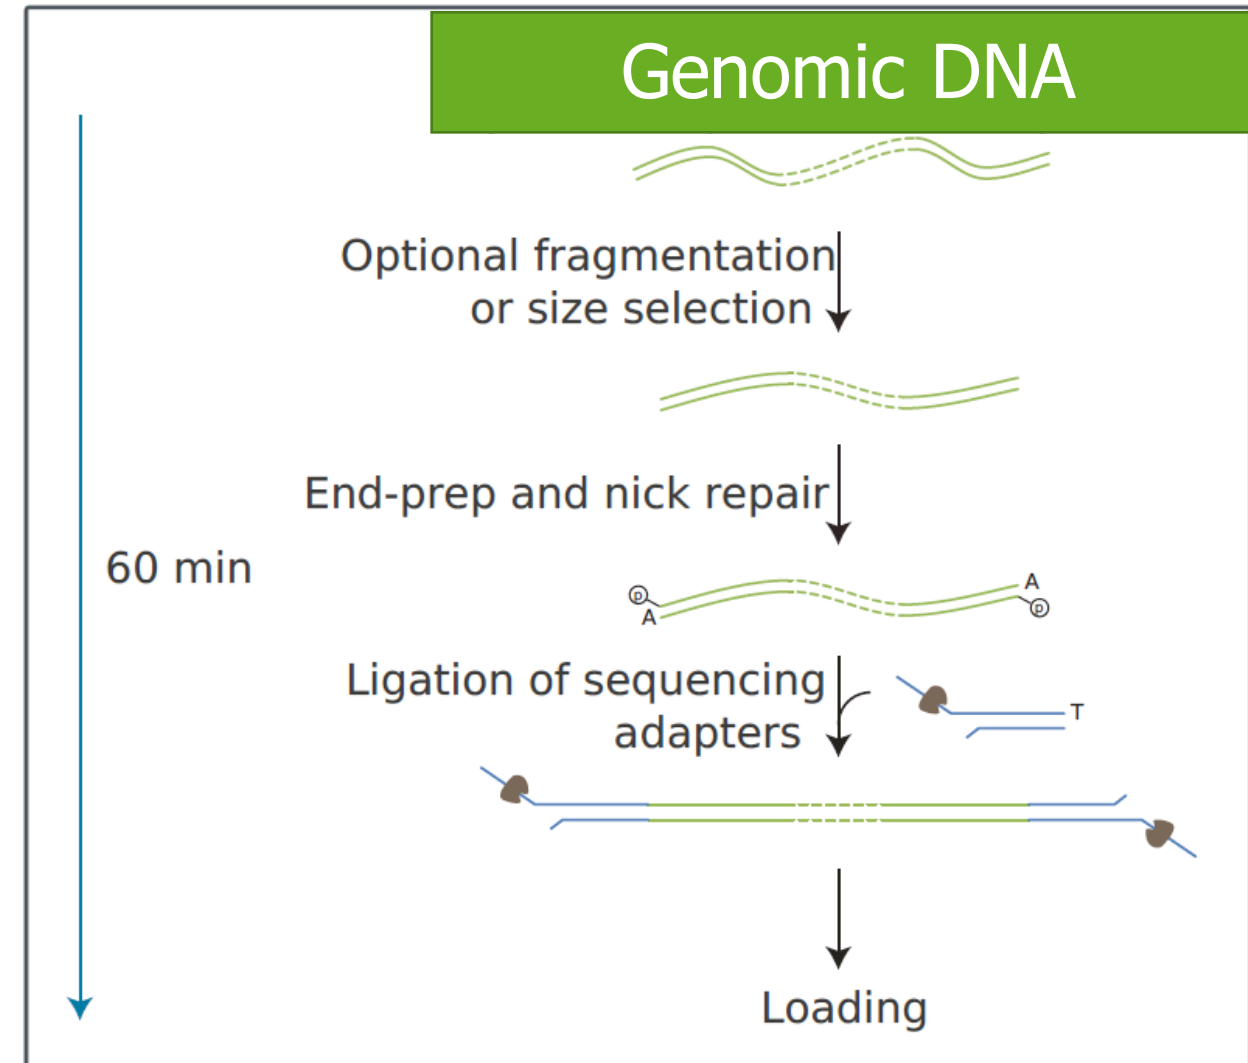 Genomic DNA
Optional fragmentation
or size selection
End-prep and nick repair
60 min
p
A
A
p
Ligation of sequencing
adapters
T
Loading